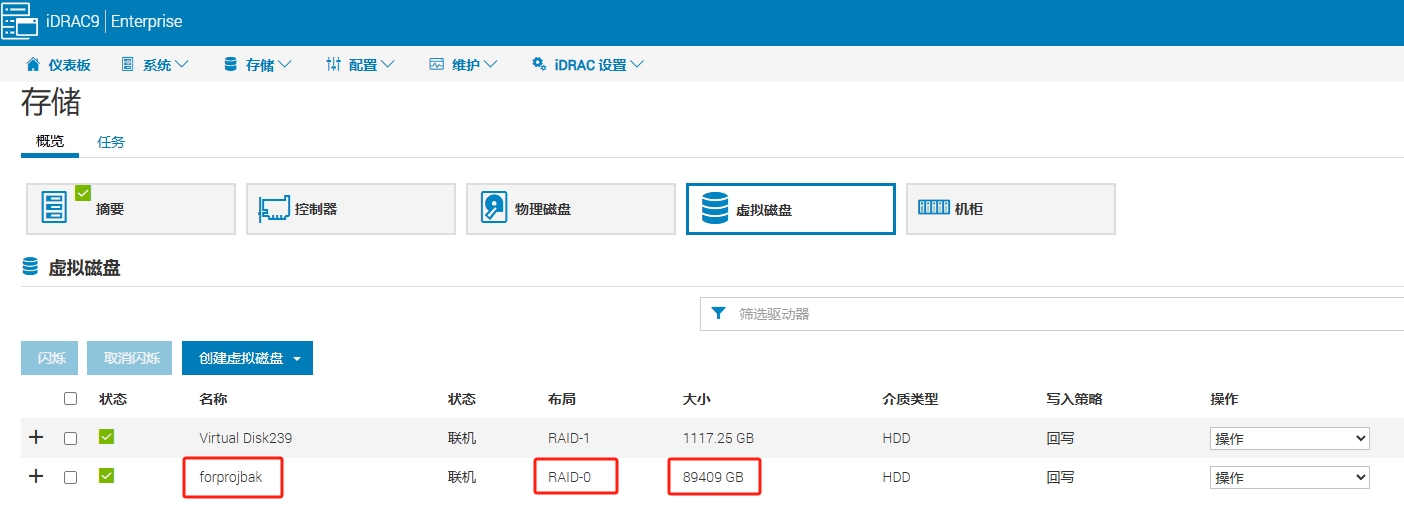 iDRAC9 | Enterprise
仪表板 系统 存储 配置 维护 iDRAC 设置
存储
概览 任务
摘要 控制器 物理磁盘 虚拟磁盘 机柜
虚拟磁盘
筛选驱动器
闪烁 取消闪烁 创建虚拟磁盘
状态 名称 状态 布局 大小 介质类型 写入策略 操作
Virtual Disk239 联机 RAID-1 1117.25 GB HDD 回写 操作
forprojbak 联机 RAID-0 89409 GB HDD 回写 操作